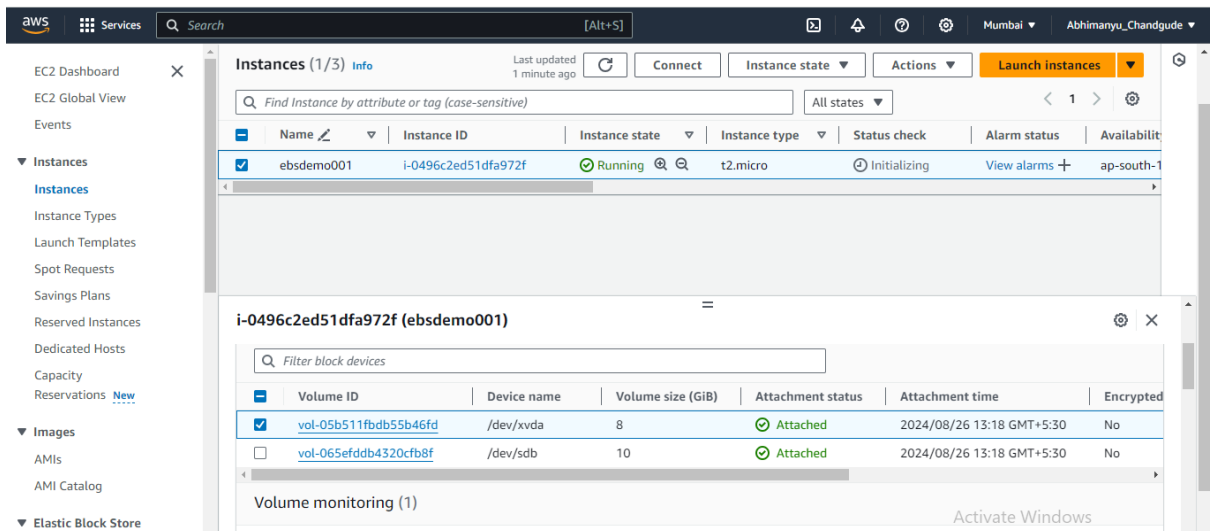 aws Services Search [Alt+S] Mumbai Abhimanyu_Chandgude
EC2 Dashboard
EC2 Global View
Events
Instances
Instances
Instance Types
Launch Templates
Spot Requests
Savings Plans
Reserved Instances
Dedicated Hosts
Capacity
Reservations New
Images
AMIs
AMI Catalog
Elastic Block Store
Instances (1/3) Info
Last updated
1 minute ago
Connect Instance state Actions Launch instances
Find Instance by attribute or tag (case-sensitive) All states 1
Name Instance ID Instance state Instance type Status check Alarm status Availabilit
ebsdemo001 i-0496c2ed51dfa972f Running t2.micro Initializing View alarms + ap-south-1
i-0496c2ed51dfa972f (ebsdemo001)
Filter block devices
Volume ID Device name Volume size (GiB) Attachment status Attachment time Encrypted
vol-05b511fbdb55b46fd /dev/xvda 8 Attached 2024/08/26 13:18 GMT+5:30 No
vol-065efddb4320cfb8f /dev/sdb 10 Attached 2024/08/26 13:18 GMT+5:30 No
Volume monitoring (1)
Activate Windows